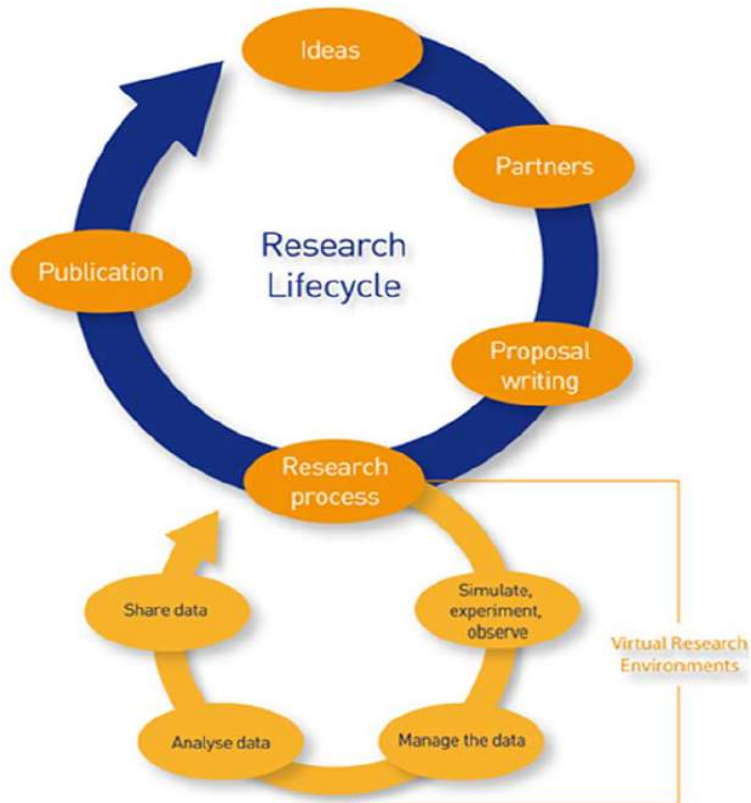 Ideas
Partners
Research
Lifecycle
Publication
Proposal
writing
Research
process
Simulate,
experiment,
observe
Share data
Virtual Research
Environments
Manage the data
Analyse data